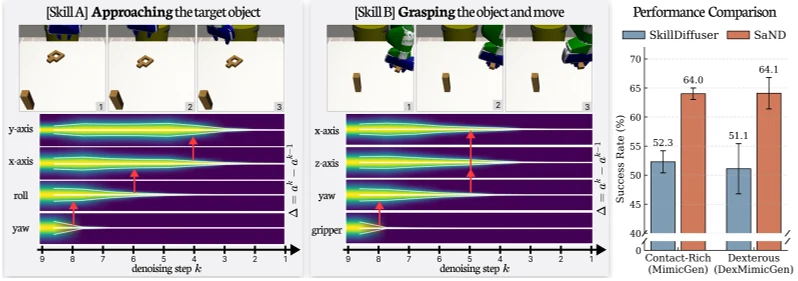 [Skill A] Approaching the target object
1
2
3
y-axis
x-axis
roll
yaw
Δ = a^k − a^{k−1}
9 8 7 6 5 4 3 2 1
denoising step k
[Skill B] Grasping the object and move
1
2
3
x-axis
z-axis
yaw
gripper
Δ = a^k − a^{k−1}
9 8 7 6 5 4 3 2 1
denoising step k
Performance Comparison
SkillDiffuser SaND
Success Rate (%)
70
65
60
55
50
45
40
0
52.3
64.0
51.1
64.1
Contact-Rich
(MimicGen)
Dexterous
(DexMimicGen)